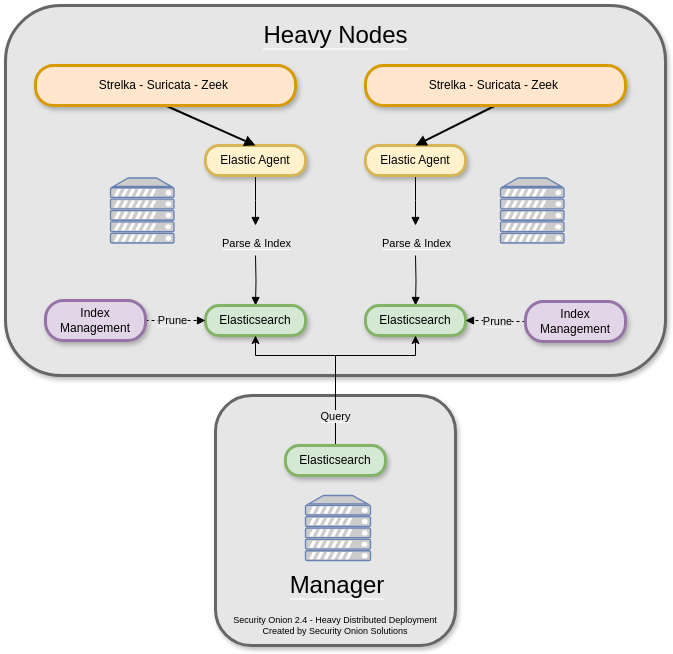 Heavy Nodes
Strelka - Suricata - Zeek
Strelka - Suricata - Zeek
Elastic Agent
Elastic Agent
Parse & Index
Parse & Index
Index
Management
Prune
Elasticsearch
Elasticsearch
Prune
Index
Management
Query
Elasticsearch
Manager
Security Onion 2.4 - Heavy Distributed Deployment
Created by Security Onion Solutions